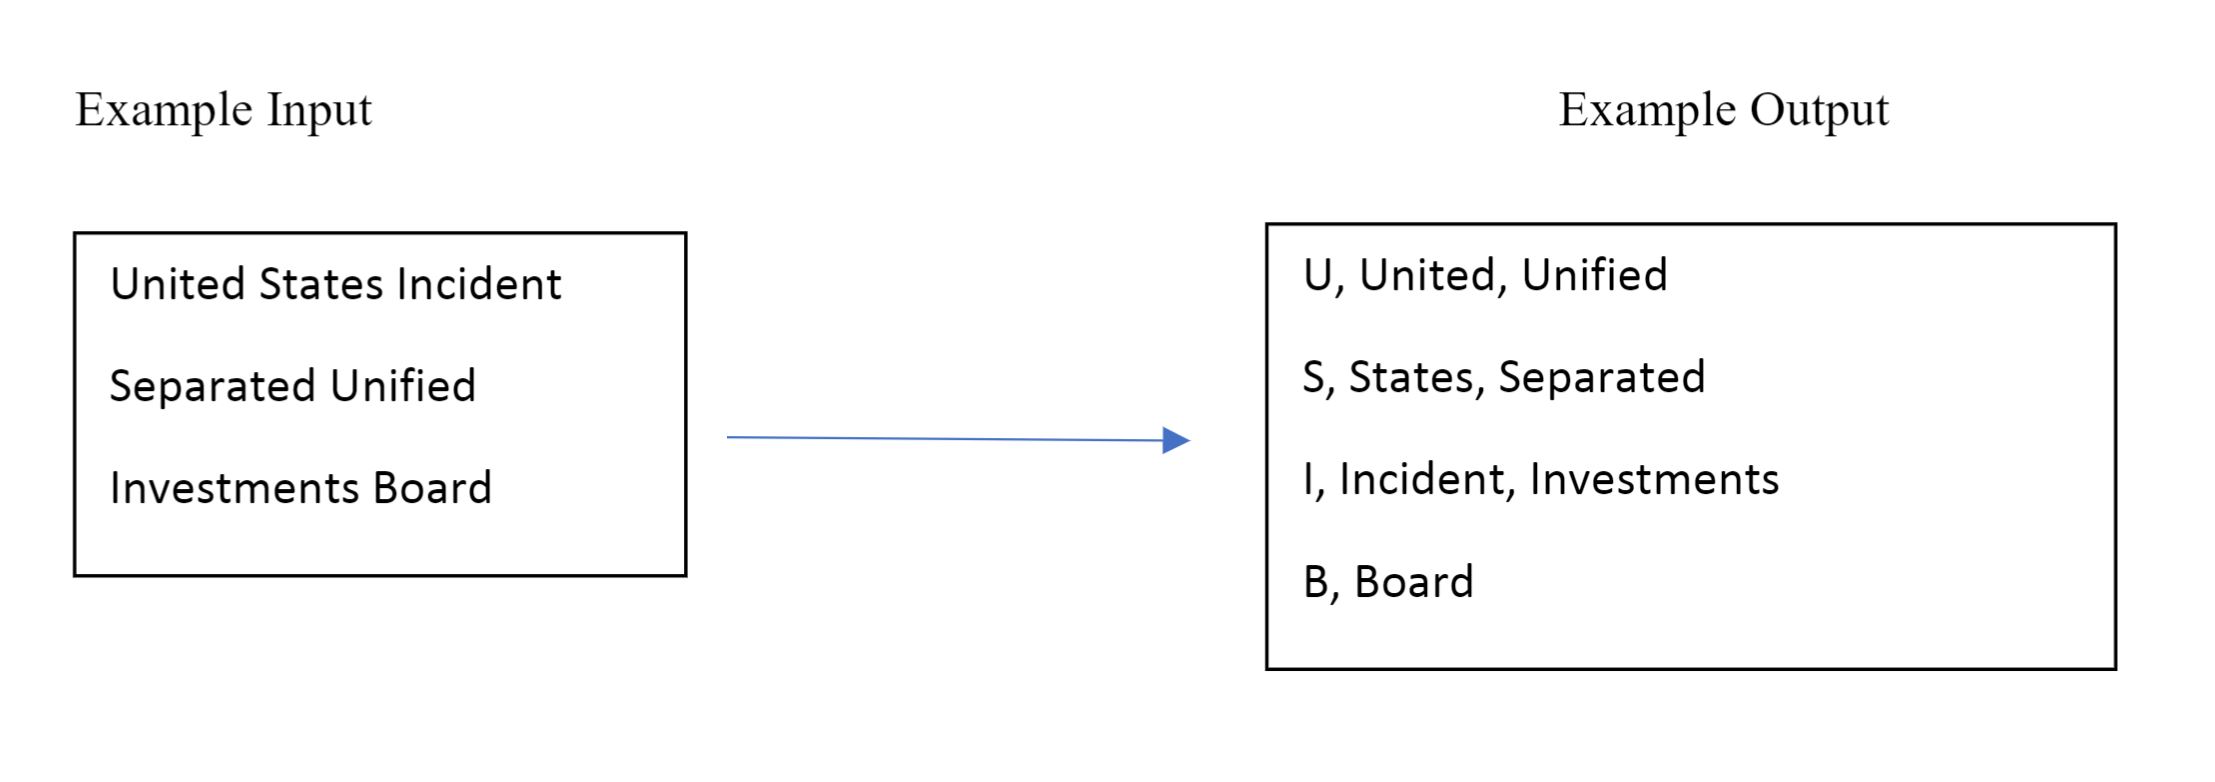 Example Input
Example Output
United States Incident
Separated Unified
Investments Board
U, United, Unified
S, States, Separated
I, Incident, Investments
B, Board